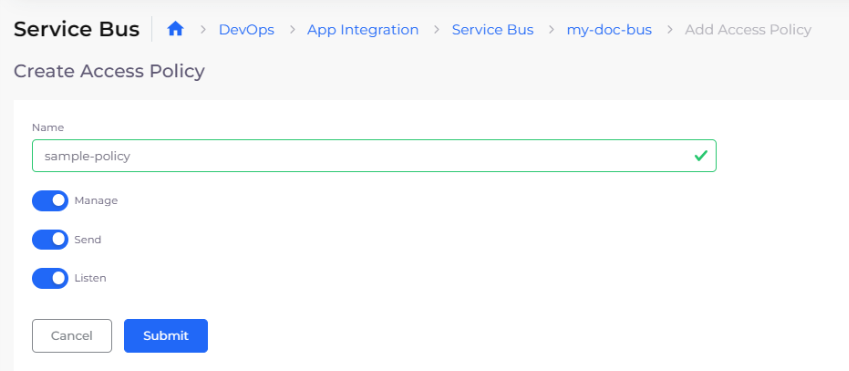 Service Bus > DevOps > App Integration > Service Bus > my-doc-bus > Add Access Policy
Create Access Policy
Name
sample-policy
Manage
Send
Listen
Cancel Submit